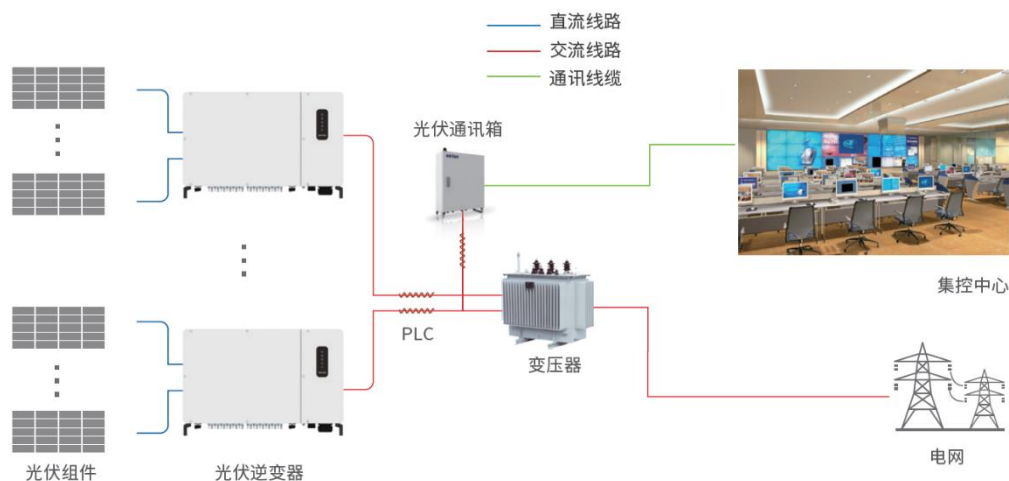 直流线路
交流线路
通讯线缆
光伏通讯箱
集控中心
PLC
变压器
电网
光伏组件
光伏逆变器